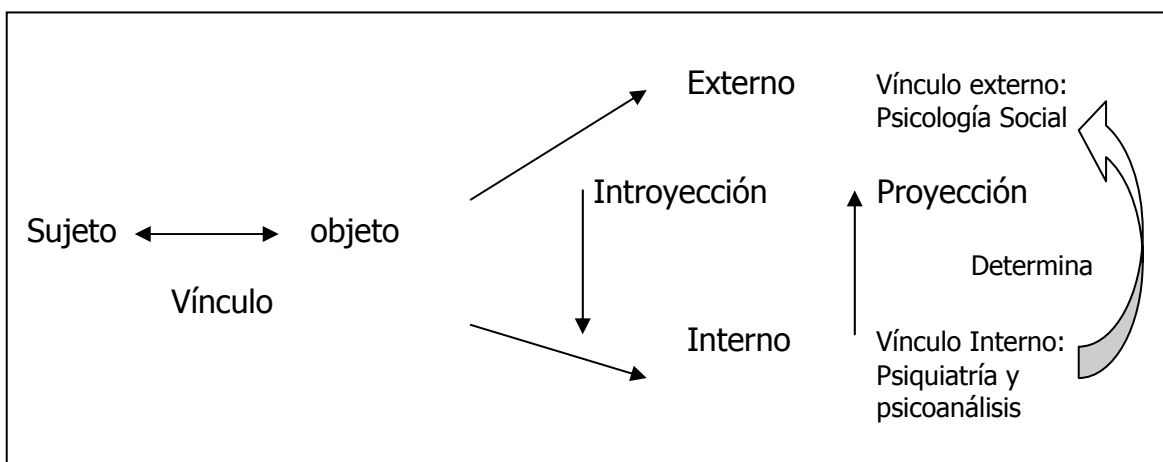 Externo
Vínculo externo:
Psicología Social
Introyección
Proyección
Sujeto
objeto
Vínculo
Determina
Interno
Vínculo Interno:
Psiquiatría y
psicoanálisis